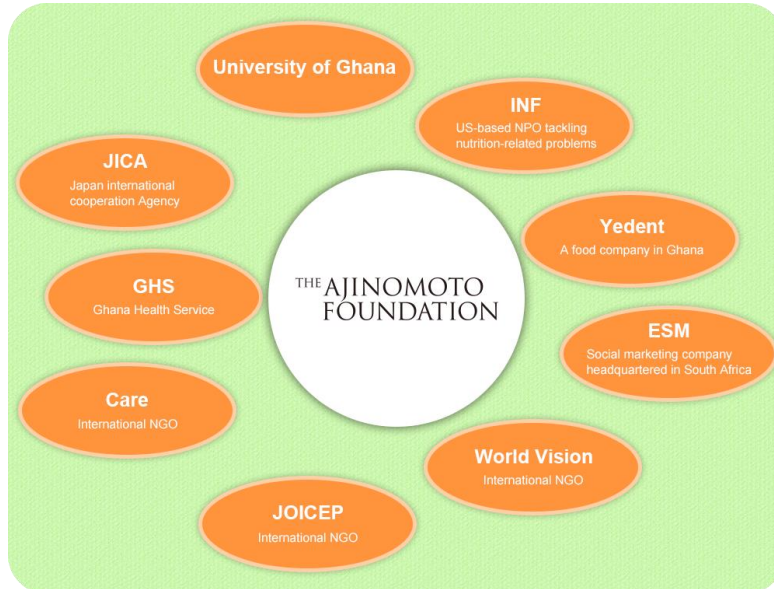 University of Ghana
INF
US-based NPO tackling
nutrition-related problems
JICA
Japan international
cooperation Agency
Yedent
A food company in Ghana
GHS
Ghana Health Service
THE AJINOMOTO
FOUNDATION
ESM
Social marketing company
headquartered in South Africa
Care
International NGO
World Vision
International NGO
JOICEP
International NGO